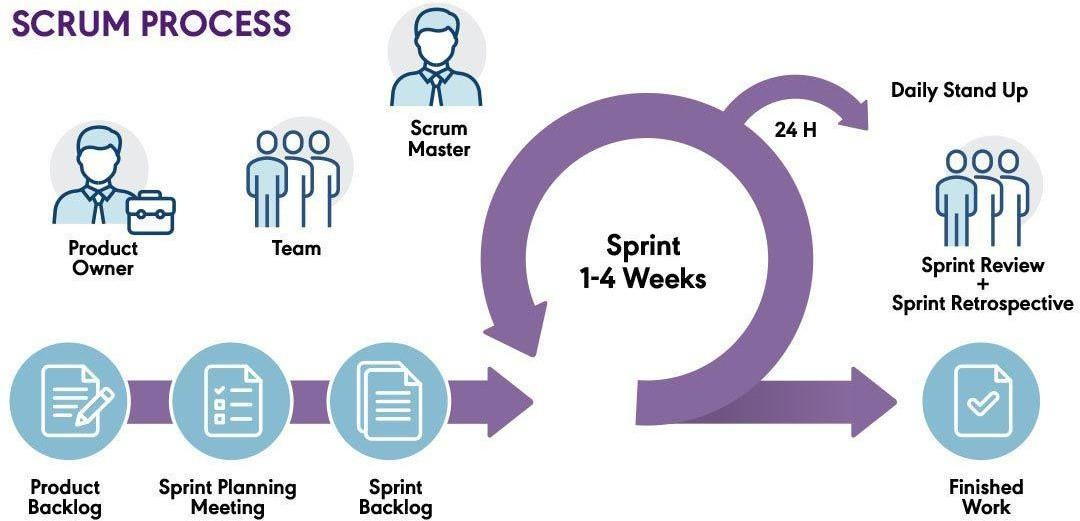 SCRUM PROCESS
Scrum
Master
Product
Owner
Team
Daily Stand Up
24 H
Sprint
1-4 Weeks
Sprint Review
+
Sprint Retrospective
Product
Backlog
Sprint Planning
Meeting
Sprint
Backlog
Finished
Work